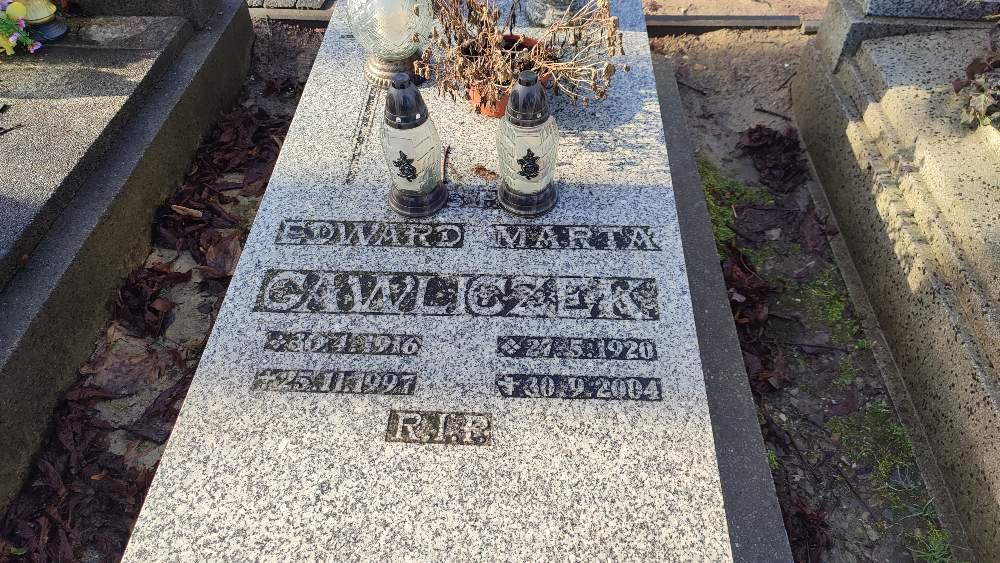 EDWARD MARTA
GAWLICZEK
30.4.1916 27.5.1920
✝25.11.1997 ✝30.9.2004
R.I.P.